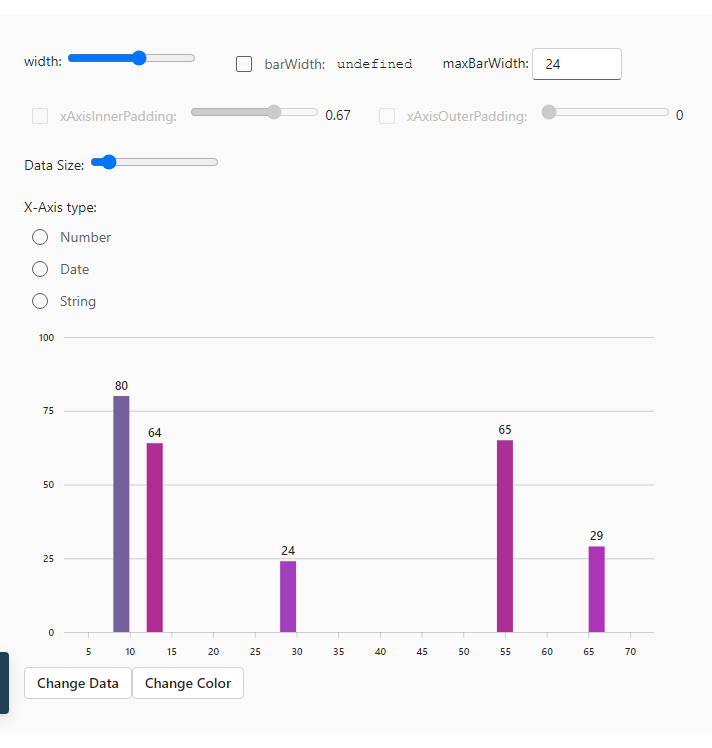 width: barWidth: undefined maxBarWidth: 24
xAxisInnerPadding: 0.67 xAxisOuterPadding: 0
Data Size:
X-Axis type:
Number
Date
String
100
80
75
64
65
50
29
24
25
0
5 10 15 20 25 30 35 40 45 50 55 60 65 70
Change Data Change Color